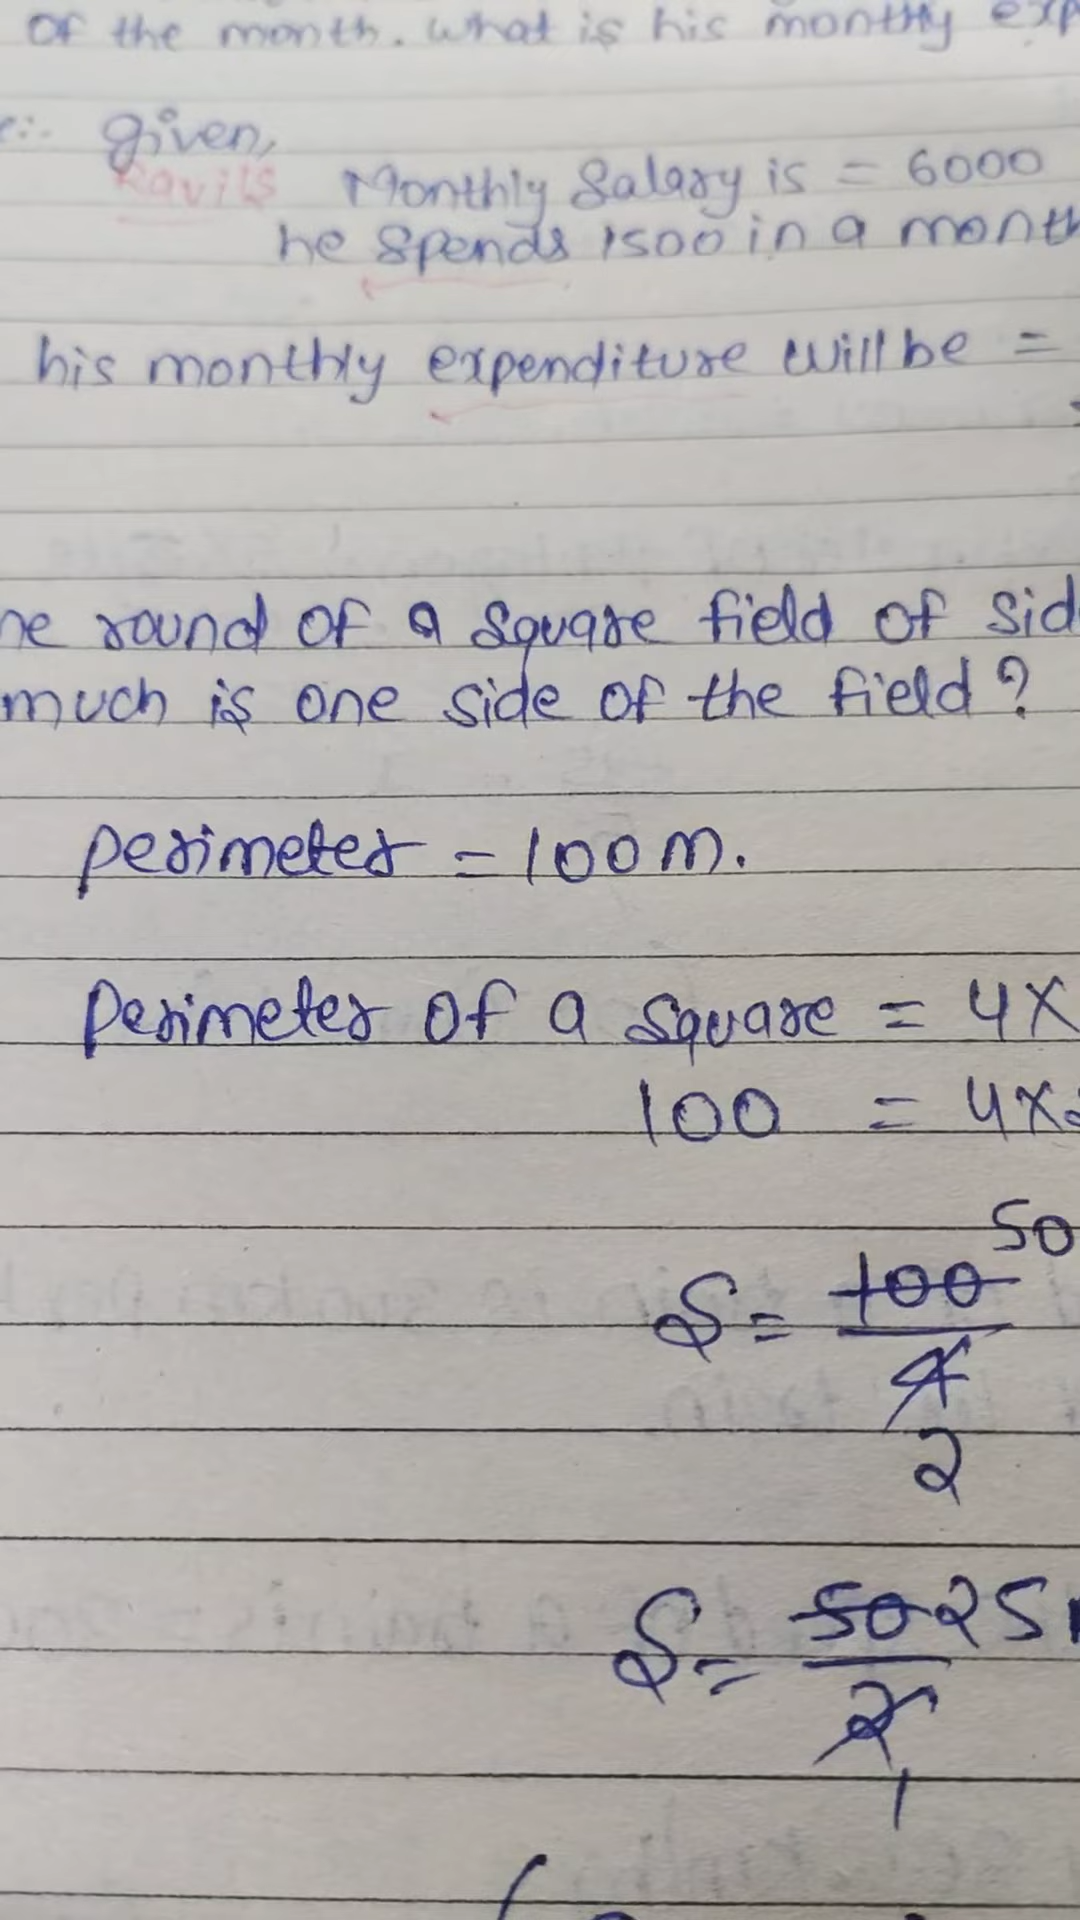 of the month. What is his monthly exp
given,
Ravi's Monthly Salary is = 6000
he spends 1500 in a month
his monthly expenditure will be =
ne round of a square field of sid
much is one side of the field?
perimeter = 100 m.
Perimeter of a square = 4x
100 = 4x
S = 100 50
4
2
S = 50 25
2
1